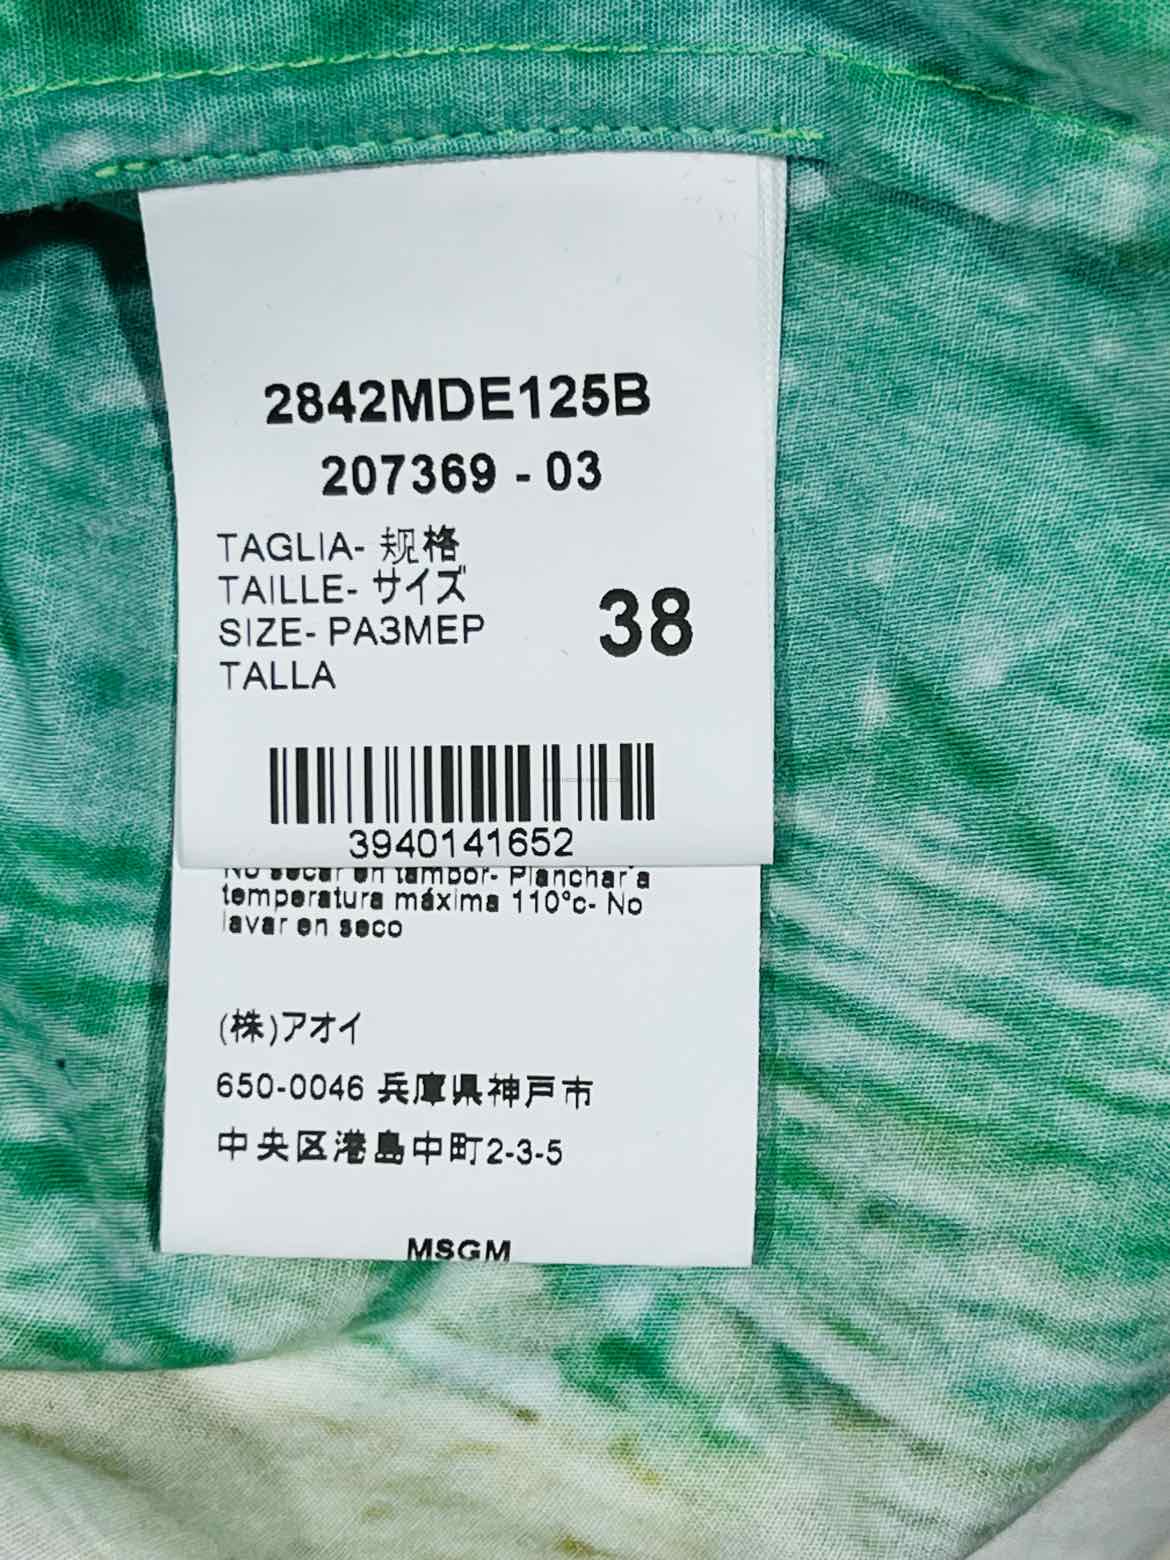 2842MDE125B
207369 - 03
TAGLIA- 规格
TAILLE- サイズ
SIZE- РАЗМЕР
TALLA
38
3940141652
No secar en tambor- Planchar a
temperatura máxima 110°c- No
lavar en seco
(株)アオイ
650-0046 兵庫県神戸市
中央区港島中町2-3-5
MSGM